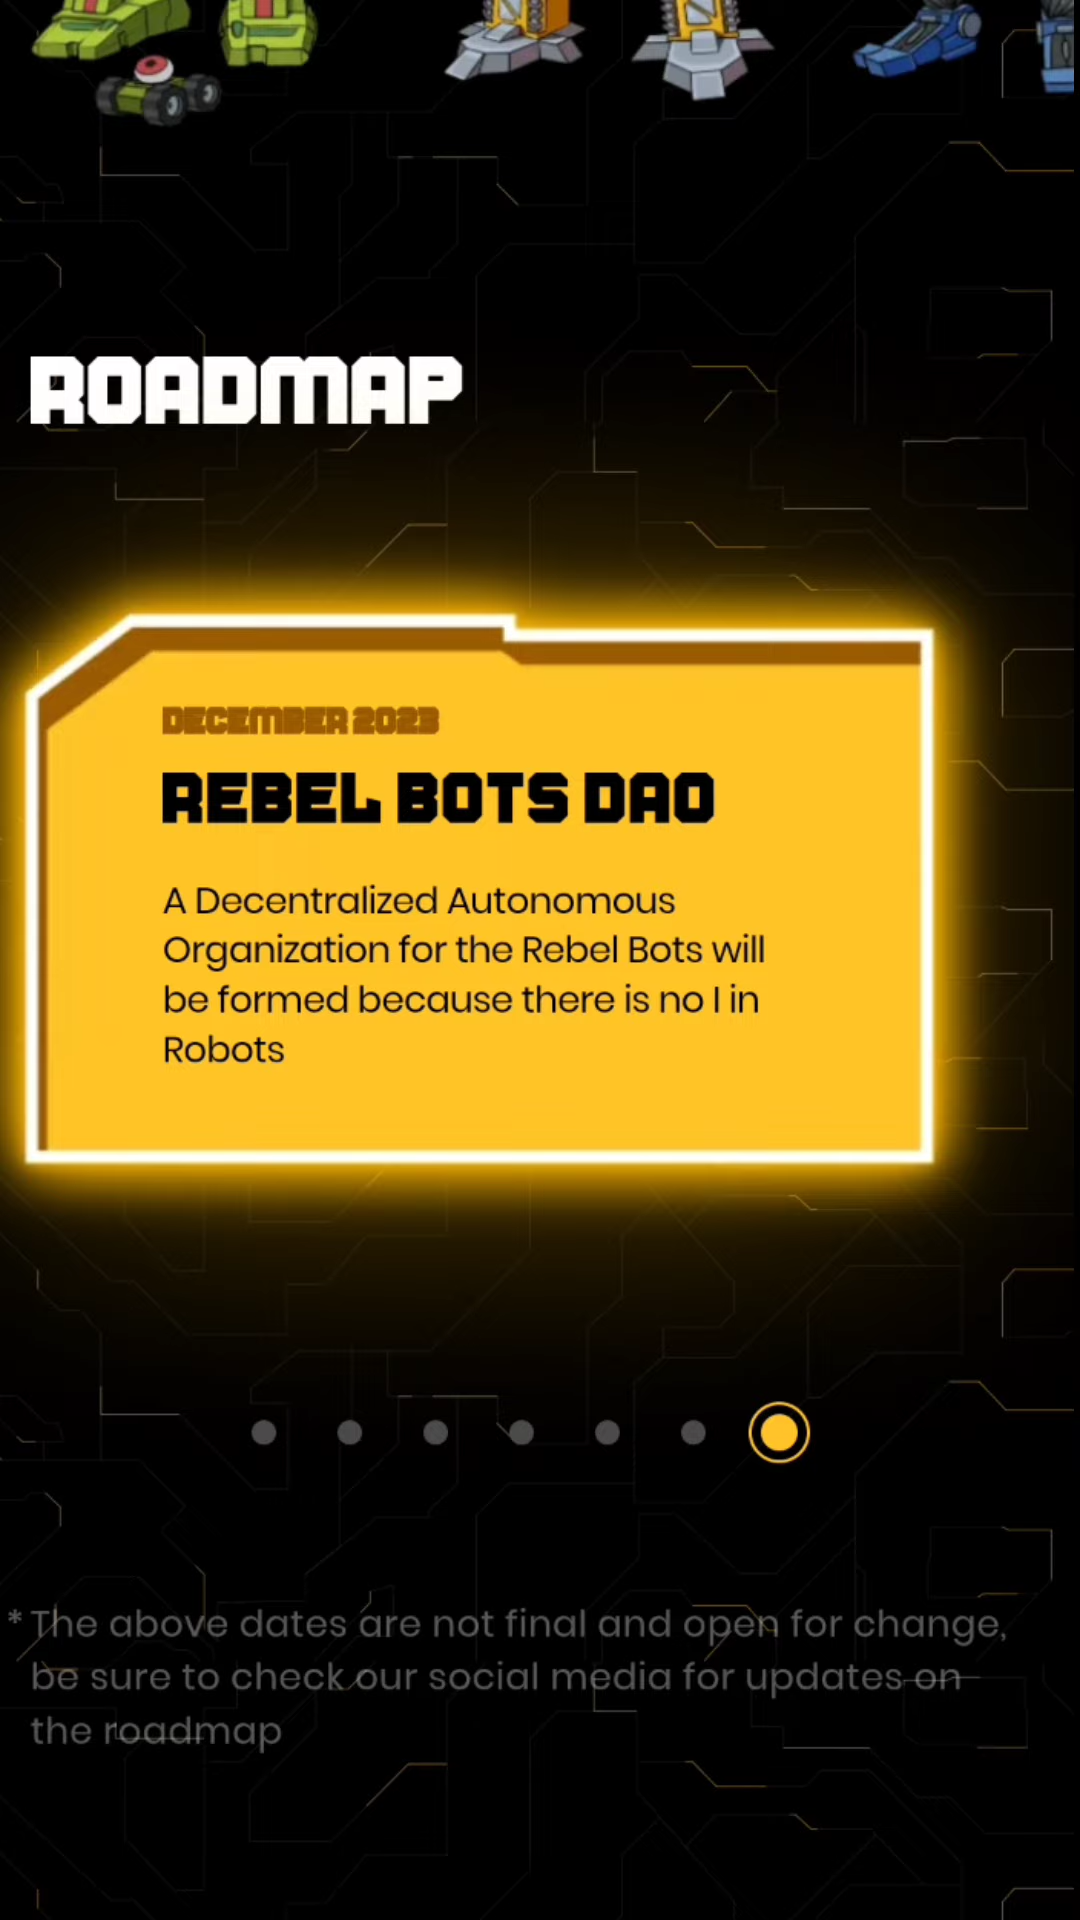 ROADMAP
DECEMBER 2023
REBEL BOTS DAO
A Decentralized Autonomous
Organization for the Rebel Bots will
be formed because there is no I in
Robots
* The above dates are not final and open for change,
be sure to check our social media for updates on
the roadmap